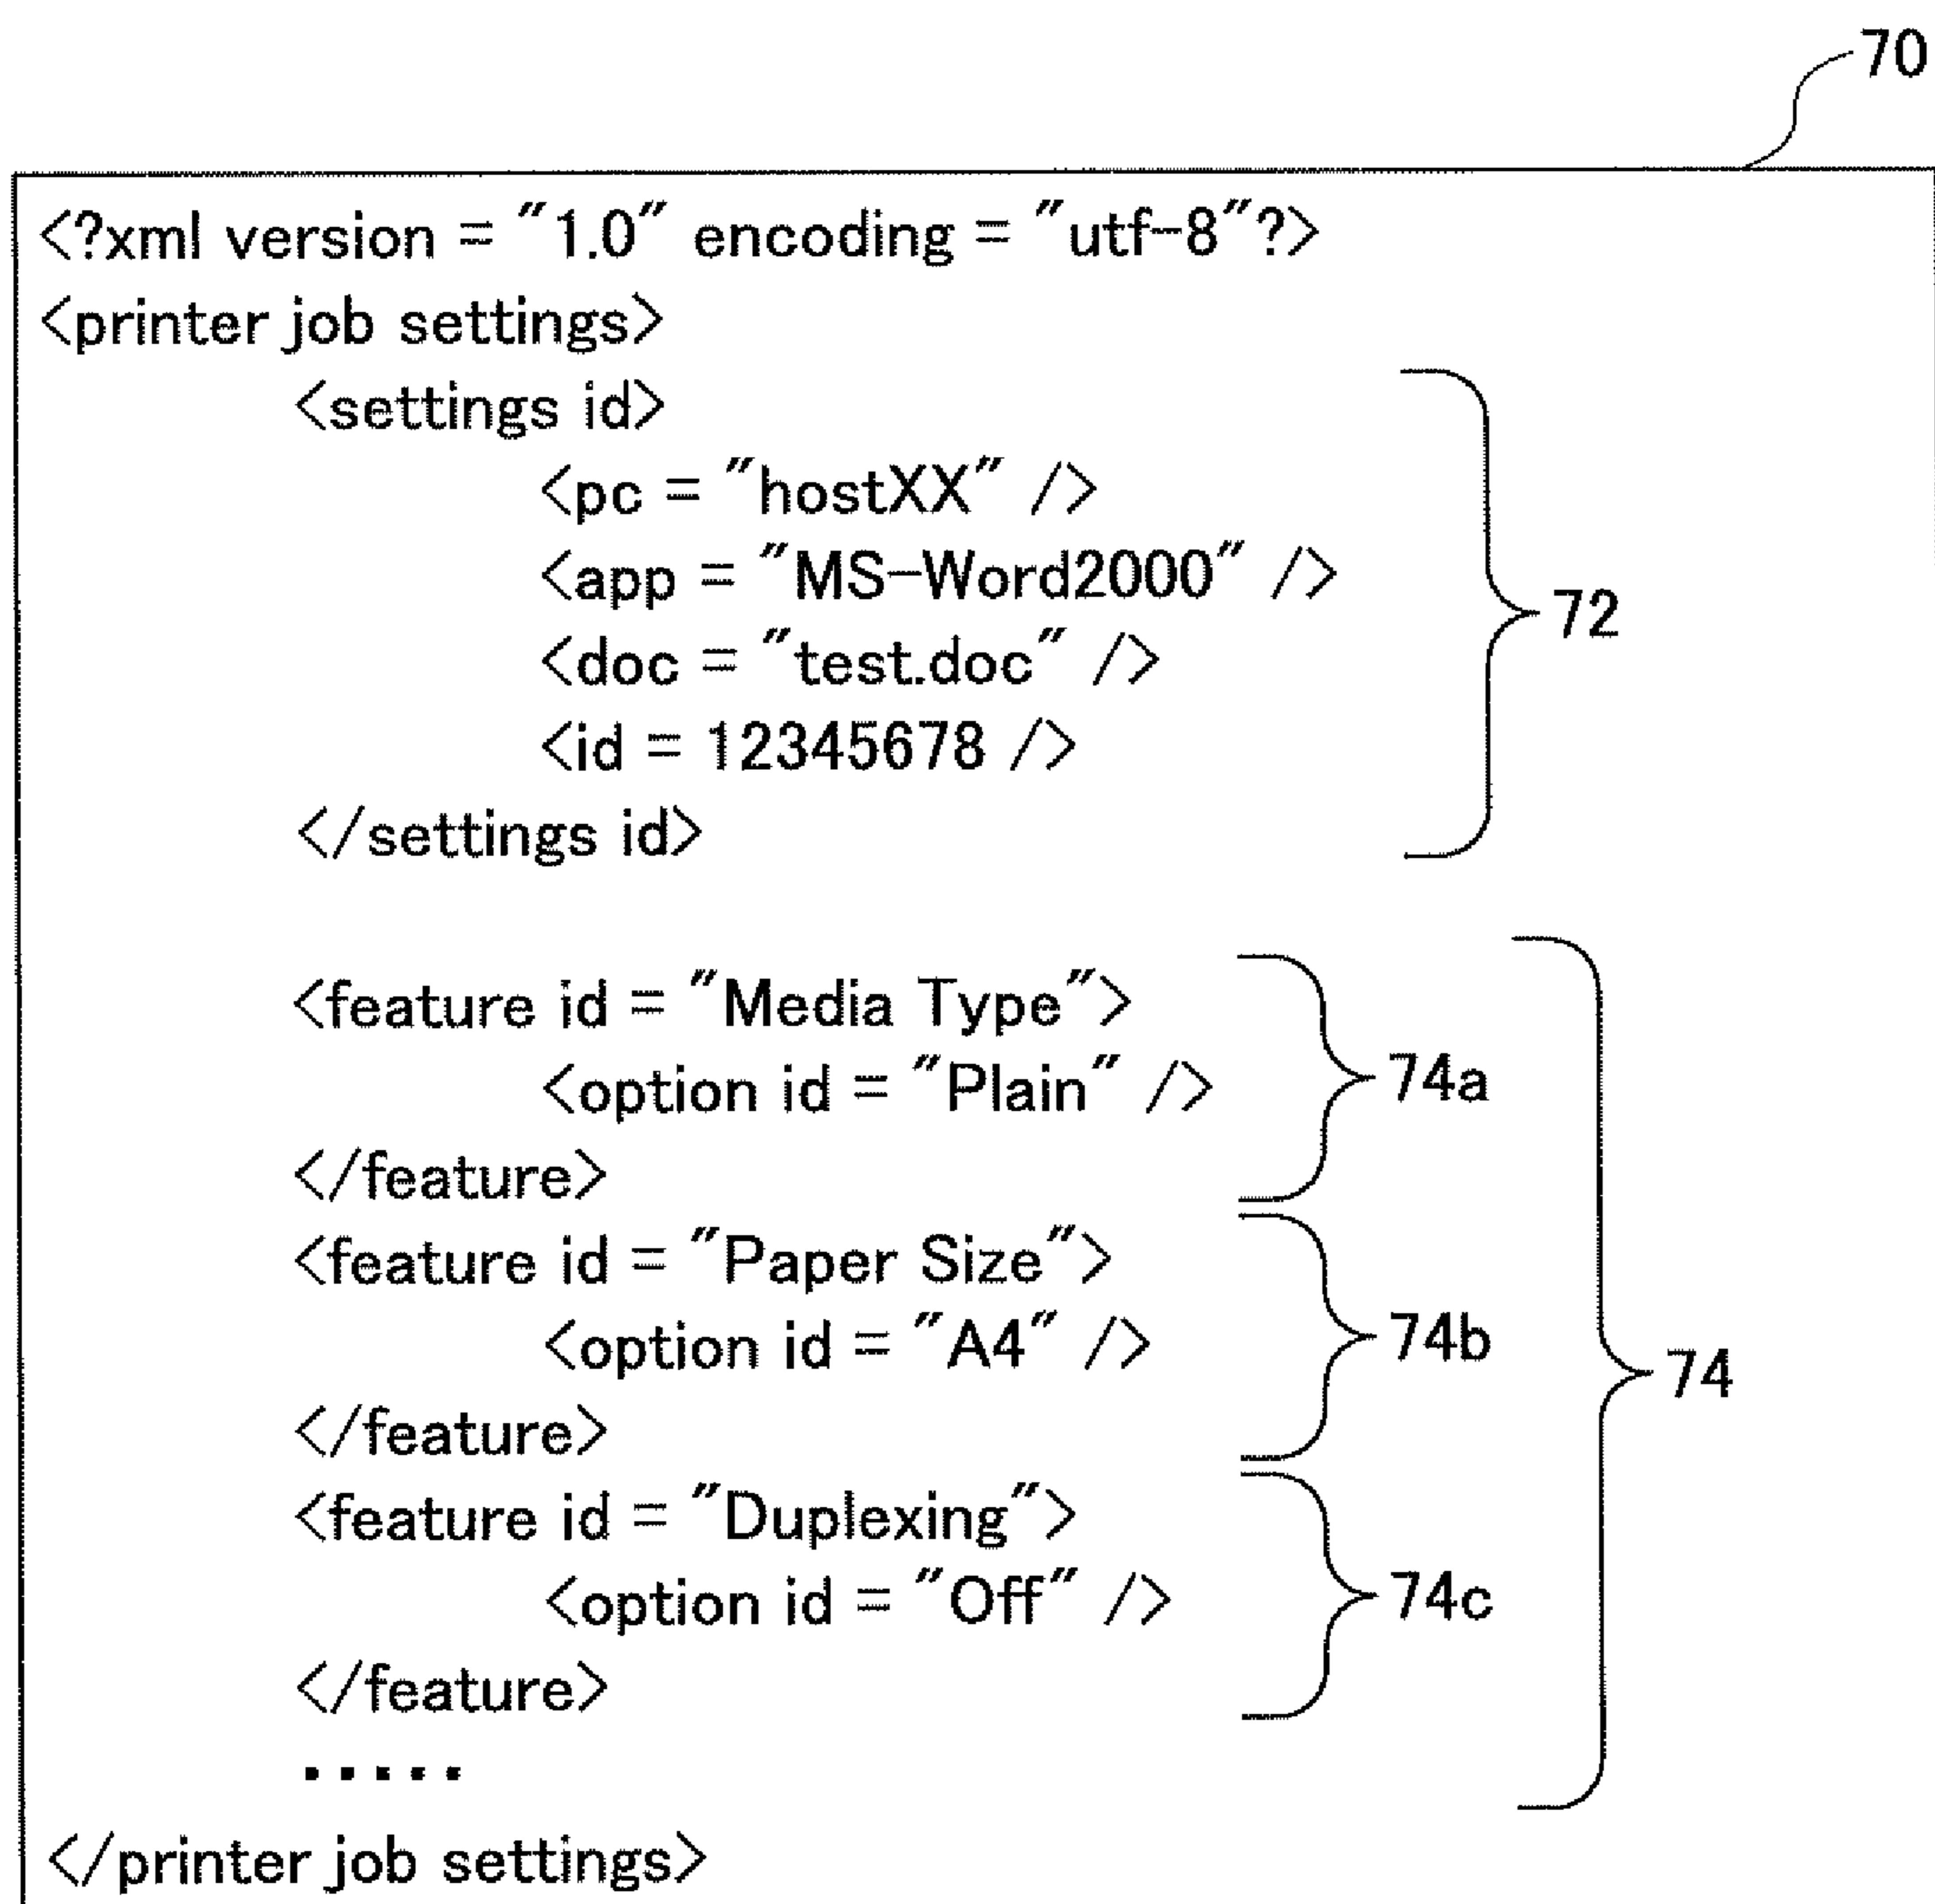 70
<?xml version = "1.0" encoding = "utf-8"?>
<printer job settings>
<settings id>
<pc = "hostXX" />
<app = "MS-Word2000" />
72
<doc = "test.doc" />
<id = 12345678 />
</settings id>
<feature id = "Media Type">
<option id = "Plain" />
74a
</feature>
<feature id = "Paper Size">
<option id = "A4" />
74b
74
</feature>
<feature id = "Duplexing">
<option id = "Off" />
74c
</feature>
.....
</printer job settings>